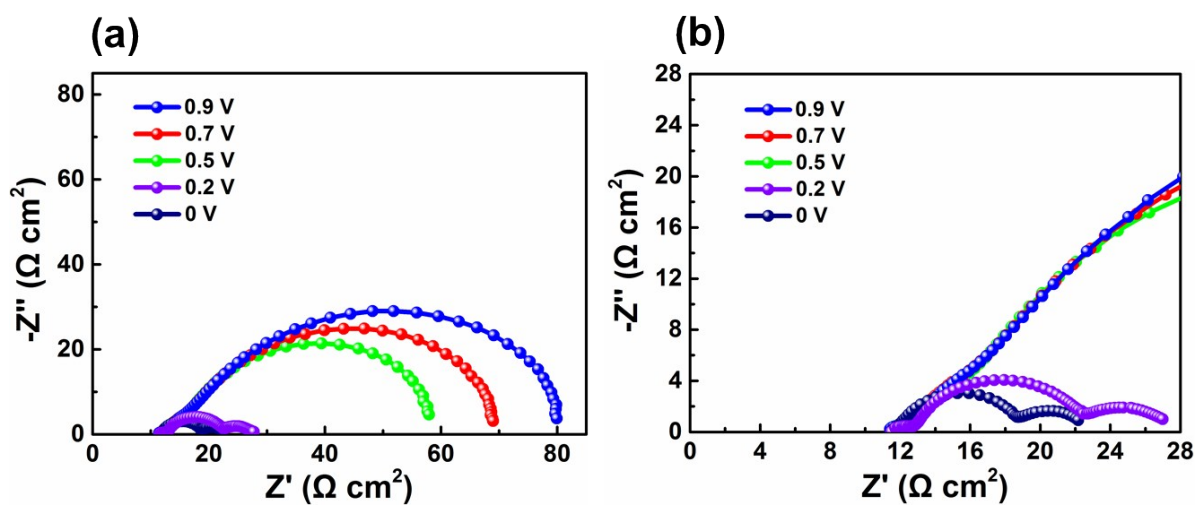 (a)
80
60
40
20
0
-Z" (Ω cm²)
0.9 V
0.7 V
0.5 V
0.2 V
0 V
0 20 40 60 80
Z' (Ω cm²)
(b)
28
24
20
16
12
8
4
0
-Z" (Ω cm²)
0.9 V
0.7 V
0.5 V
0.2 V
0 V
0 4 8 12 16 20 24 28
Z' (Ω cm²)